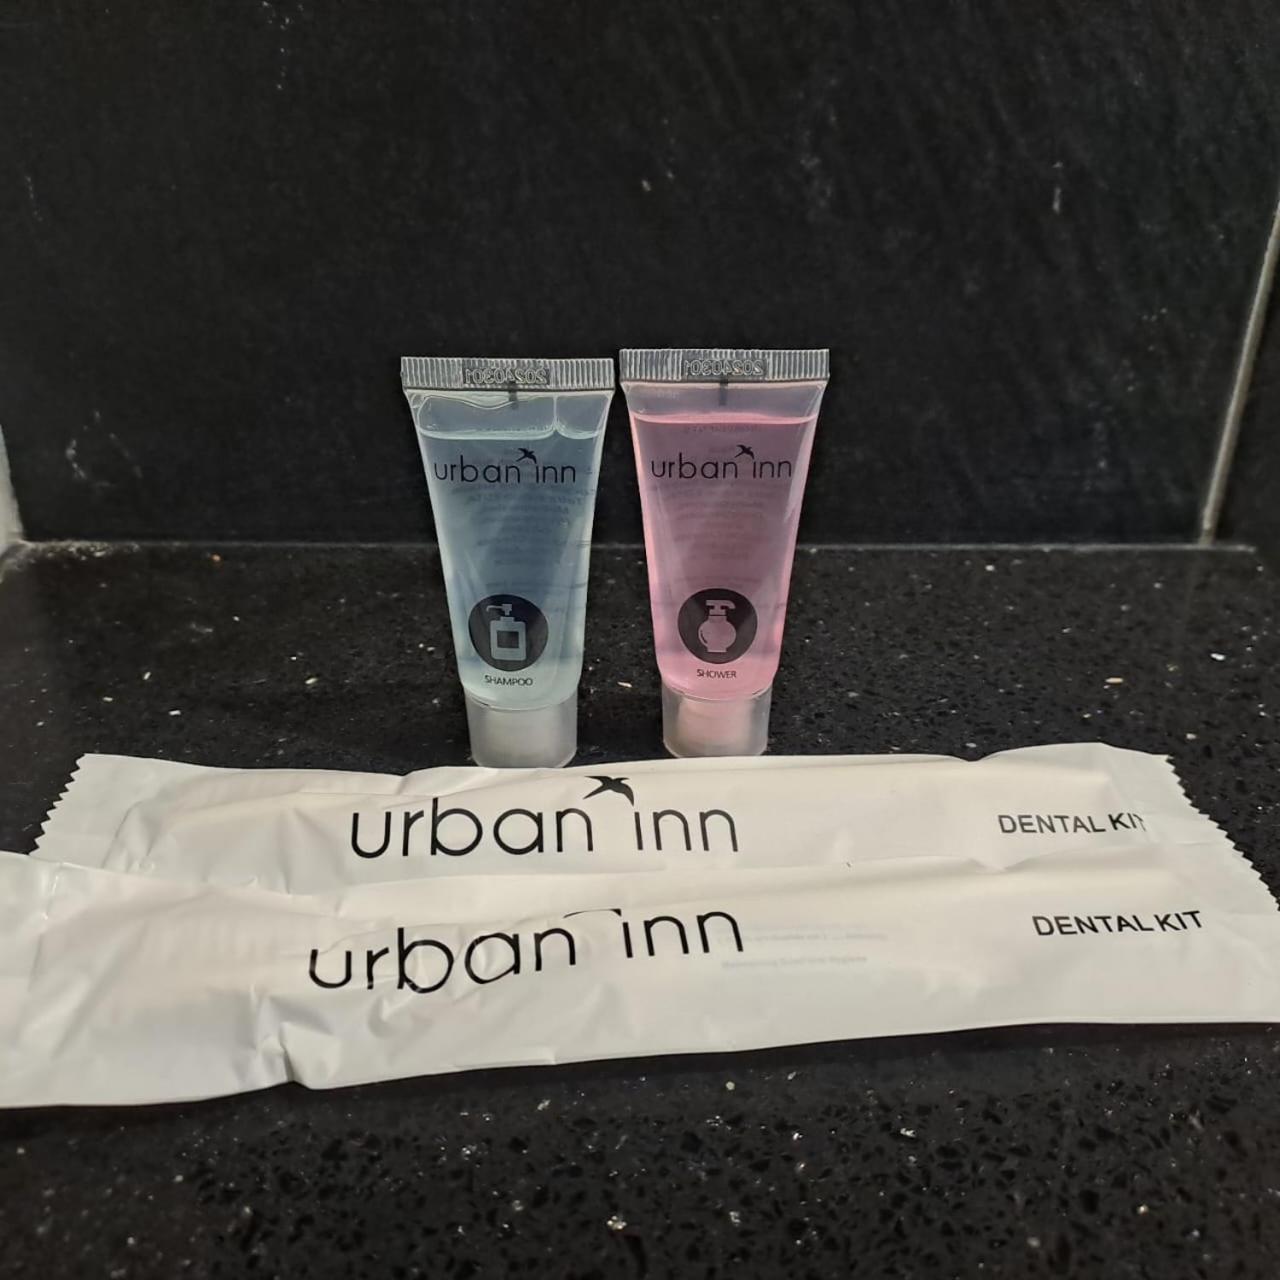 20240301
20240301
urban inn
urban inn
SHAMPOO
SHOWER
urban inn
DENTAL KIT
urban inn
DENTAL KIT